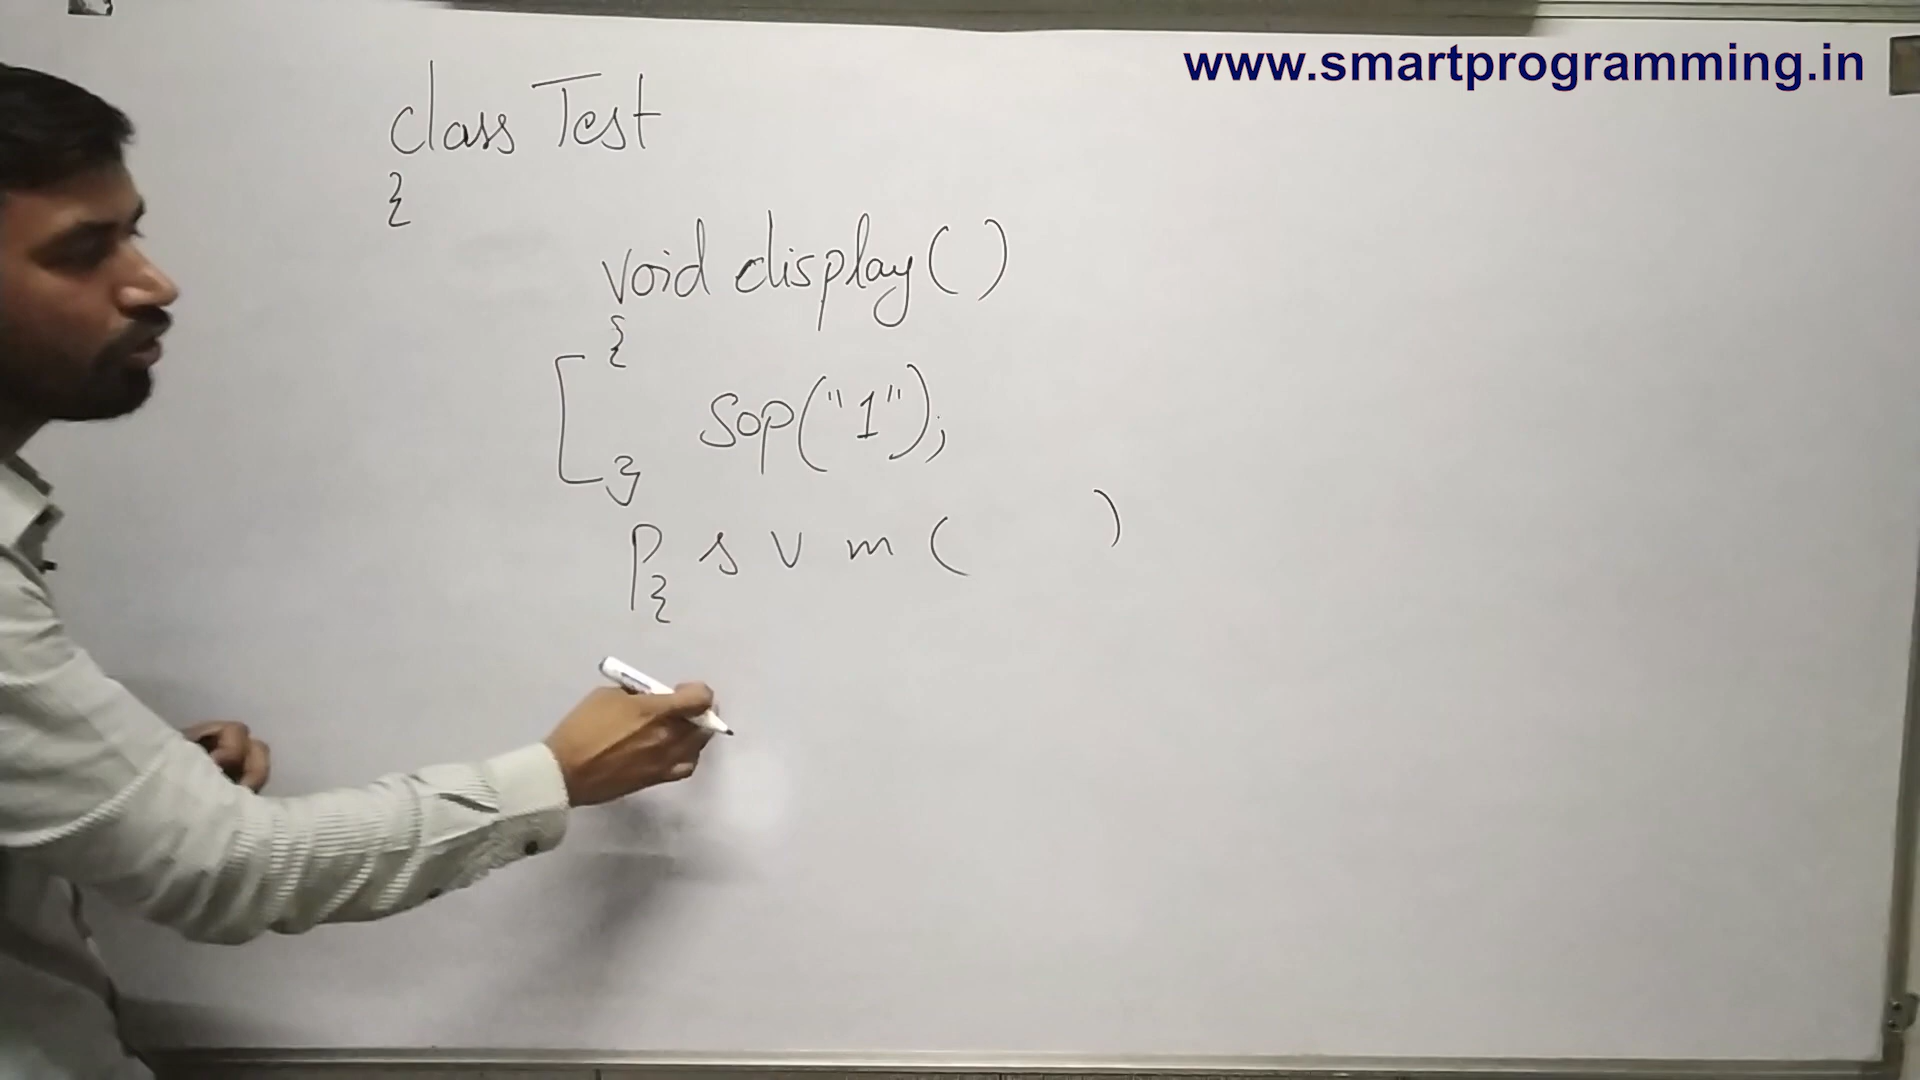 www.smartprogramming.in
class Test
{
void display( )
{
Sop("1");
}
p s v m ( )
{